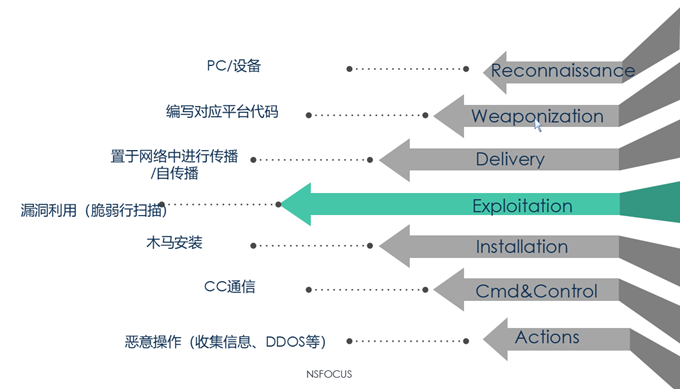 PC/设备
Reconnaissance
编写对应平台代码
Weaponization
置于网络中进行传播
/自传播
Delivery
漏洞利用（脆弱行扫描）
Exploitation
木马安装
Installation
CC通信
Cmd&Control
恶意操作（收集信息、DDOS等）
Actions
NSFOCUS